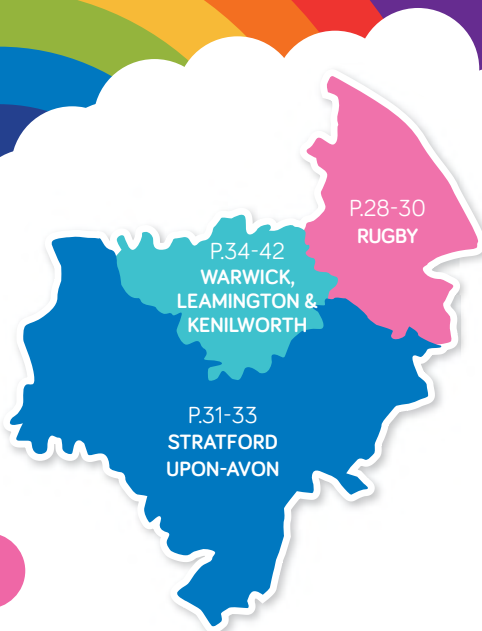 P.28-30
RUGBY
P.34-42
WARWICK,
LEAMINGTON &
KENILWORTH
P.31-33
STRATFORD
UPON-AVON